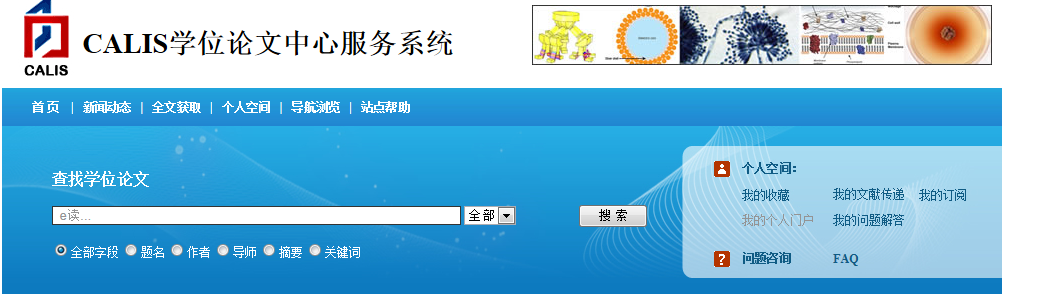 CALIS
CALIS学位论文中心服务系统
首页 | 新闻动态 | 全文获取 | 个人空间 | 导航浏览 | 站点帮助
查找学位论文
e读...
全部
搜 索
全部字段 题名 作者 导师 摘要 关键词
个人空间:
我的收藏 我的文献传递 我的订阅
我的个人门户 我的问题解答
问题咨询 FAQ